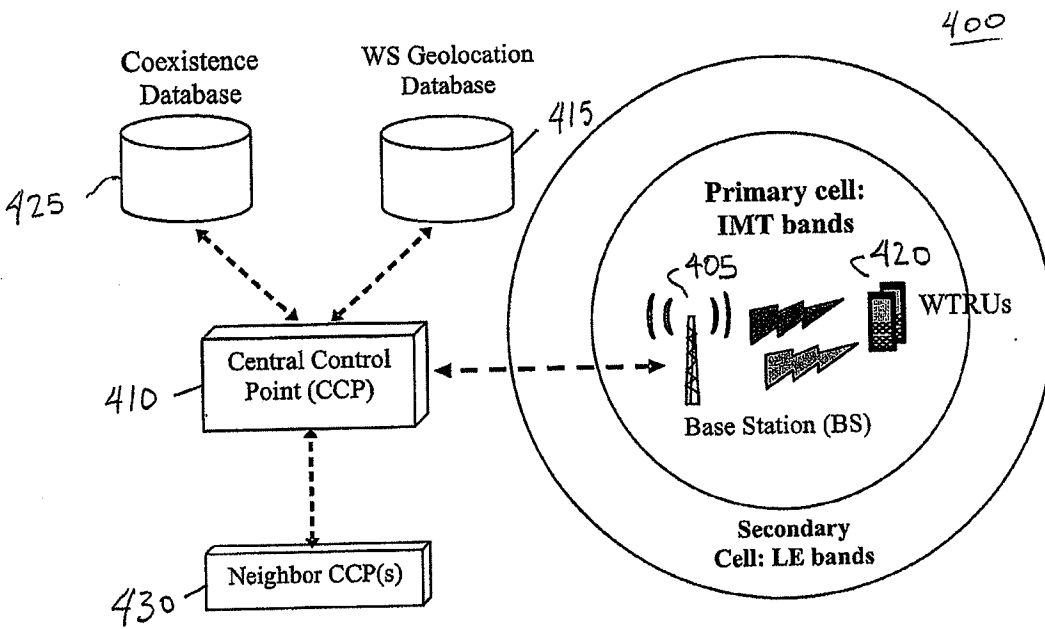 400
Coexistence
Database
WS Geolocation
Database
415
425
Primary cell:
IMT bands
405
420
WTRUs
Central Control
Point (CCP)
410
Base Station (BS)
Secondary
Cell: LE bands
Neighbor CCP(s)
430